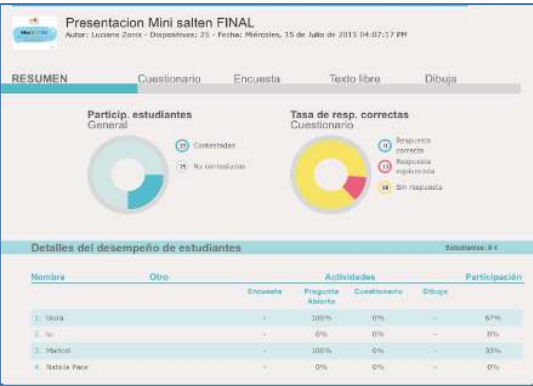 Presentacion Mini salten FINAL
Autor: Luciana Zonis - Dispositivos: 25 - Fecha: Miércoles, 15 de Julio de 2015 04:07:17 PM
RESUMEN Cuestionario Encuesta Texto libre Dibuja
Particip. estudiantes
General
Contestadas
No contestadas
Tasa de resp. correctas
Cuestionario
Respuesta
correcta
Respuesta
equivocada
Sin respuesta
Detalles del desempeño de estudiantes
Estudiantes:
Nombre Otro Actividades Participación
Encuesta Pregunta Abierta Cuestionario Dibuja
1. laura - 100% 0% - 67%
2. lu - 0% 0% - 0%
3. Maricel - 100% 0% - 33%
4. Natalia Pace - 0% 0% - 0%